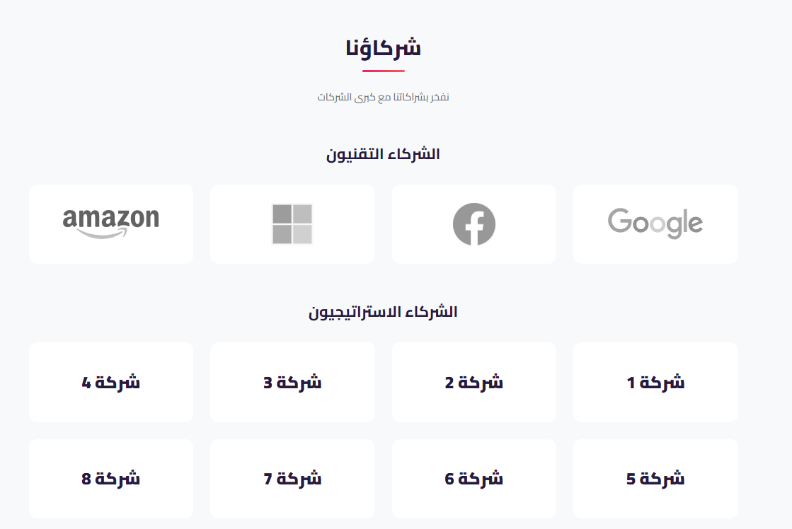 شركاؤنا
نفخر بشراكاتنا مع كبرى الشركات
الشركاء التقنيون
Google
amazon
الشركاء الاستراتيجيون
شركة 1
شركة 2
شركة 3
شركة 4
شركة 5
شركة 6
شركة 7
شركة 8